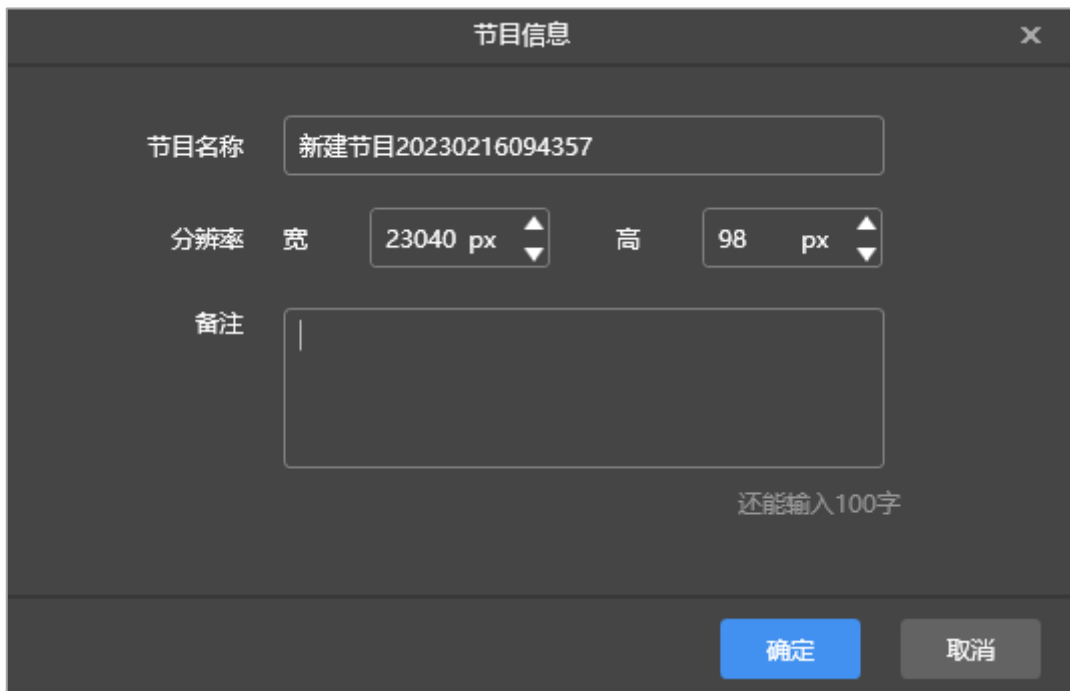 节目信息
节目名称 新建节目20230216094357
分辨率 宽 23040 px 高 98 px
备注
还能输入100字
确定 取消